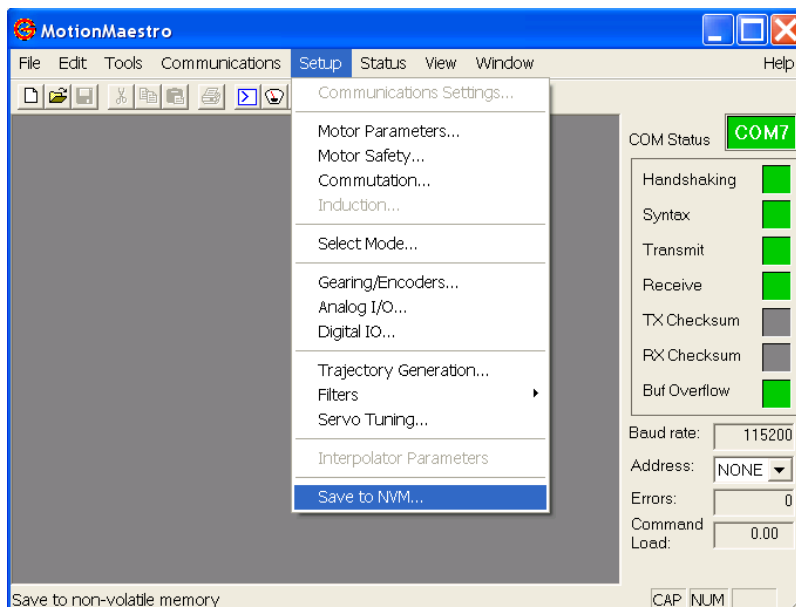 MotionMaestro
File Edit Tools Communications Setup Status View Window Help
Communications Settings...
Motor Parameters...
Motor Safety...
Commutation...
Induction...
Select Mode...
Gearing/Encoders...
Analog I/O...
Digital IO...
Trajectory Generation...
Filters
Servo Tuning...
Interpolator Parameters
Save to NVM...
COM Status COM7
Handshaking
Syntax
Transmit
Receive
TX Checksum
RX Checksum
Buf Overflow
Baud rate: 115200
Address: NONE
Errors: 0
Command
Load: 0.00
Save to non-volatile memory CAP NUM